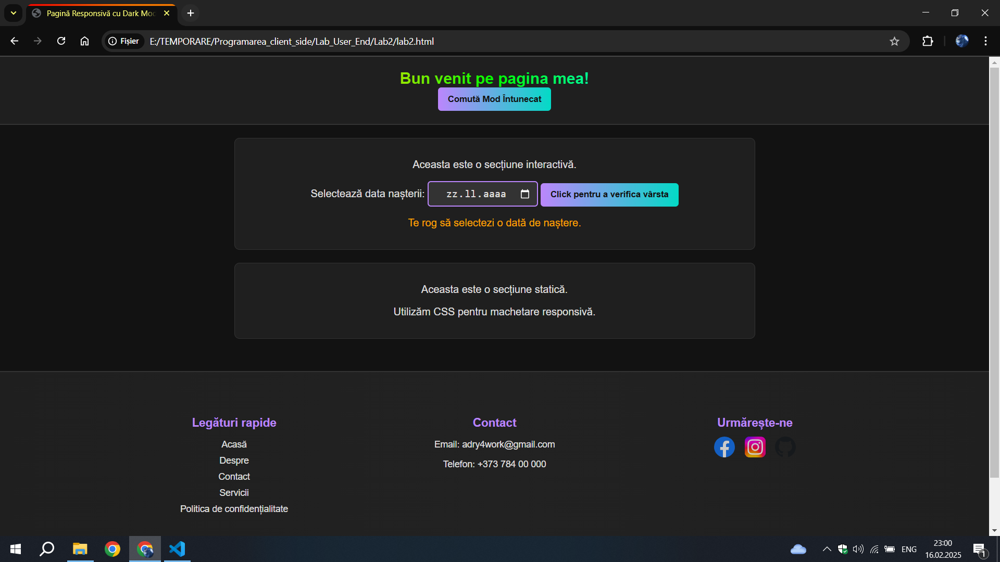 Pagină Responsivă cu Dark Mo
Fișier
E:/TEMPORARE/Programarea_client_side/Lab_User_End/Lab2/lab2.html
Bun venit pe pagina mea!
Comută Mod Întunecat
Aceasta este o secțiune interactivă.
Selectează data nașterii: zz.ll.aaaa Click pentru a verifica vârsta
Te rog să selectezi o dată de naștere.
Aceasta este o secțiune statică.
Utilizăm CSS pentru machetare responsivă.
Legături rapide
Acasă
Despre
Contact
Servicii
Politica de confidențialitate
Contact
Email: adry4work@gmail.com
Telefon: +373 784 00 000
Urmărește-ne
ENG
23:00
16.02.2025
1